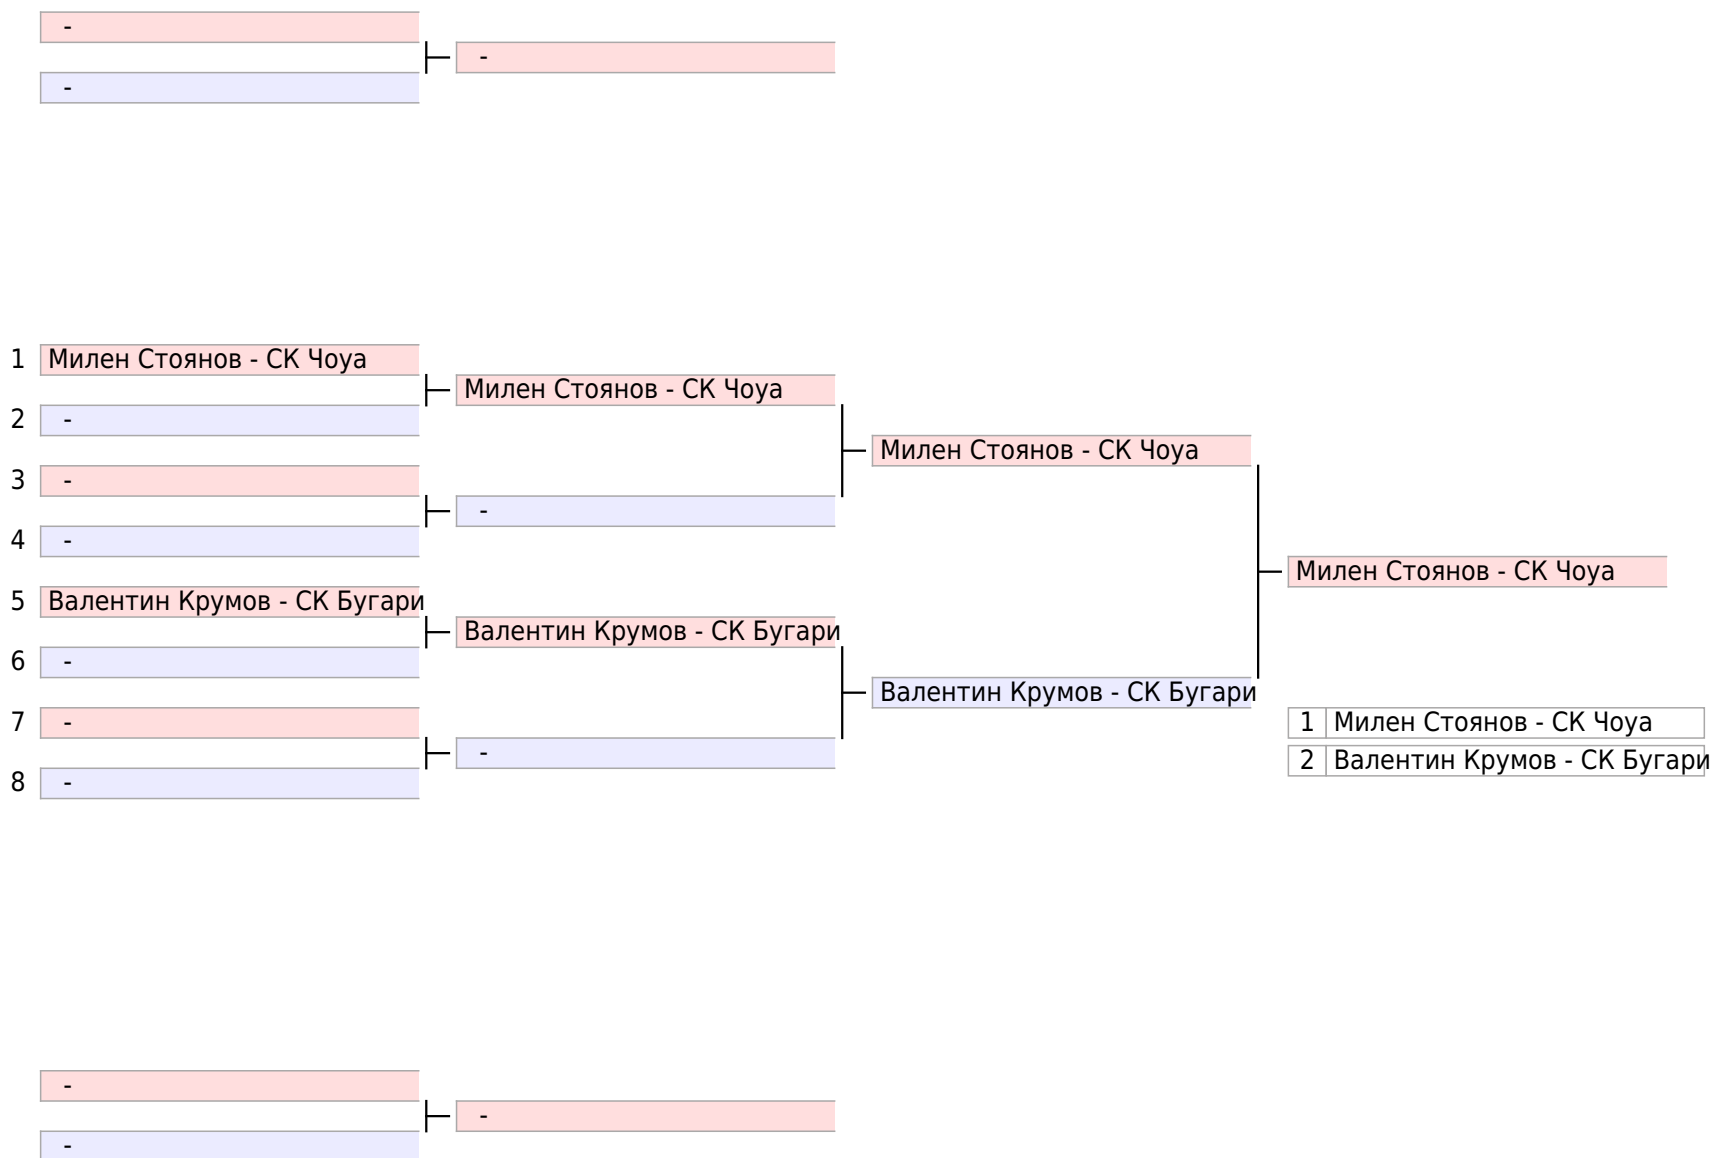 -
-
-
1 Милен Стоянов - СК Чоуа
Милен Стоянов - СК Чоуа
2 -
Милен Стоянов - СК Чоуа
3 -
-
4 -
Милен Стоянов - СК Чоуа
5 Валентин Крумов - СК Бугари
Валентин Крумов - СК Бугари
6 -
Валентин Крумов - СК Бугари
7 -
1 Милен Стоянов - СК Чоуа
-
2 Валентин Крумов - СК Бугари
8 -
-
-
-